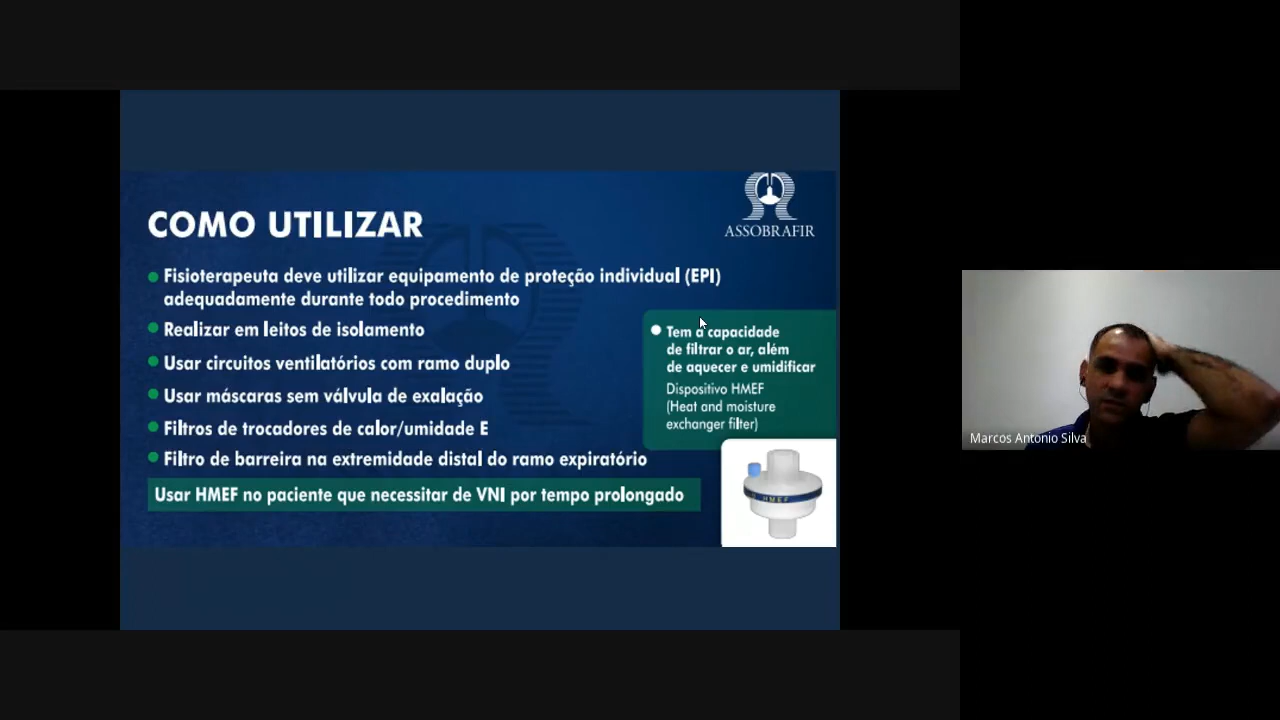 ASSOBRAFIR
COMO UTILIZAR
Fisioterapeuta deve utilizar equipamento de proteção individual (EPI)
adequadamente durante todo procedimento
Realizar em leitos de isolamento
Usar circuitos ventilatórios com ramo duplo
Usar máscaras sem válvula de exalação
Filtros de trocadores de calor/umidade E
Filtro de barreira na extremidade distal do ramo expiratório
Usar HMEF no paciente que necessitar de VNI por tempo prolongado
Tem a capacidade
de filtrar o ar, além
de aquecer e umidificar
Dispositivo HMEF
(Heat and moisture
exchanger filter)
HMEF
Marcos Antonio Silva